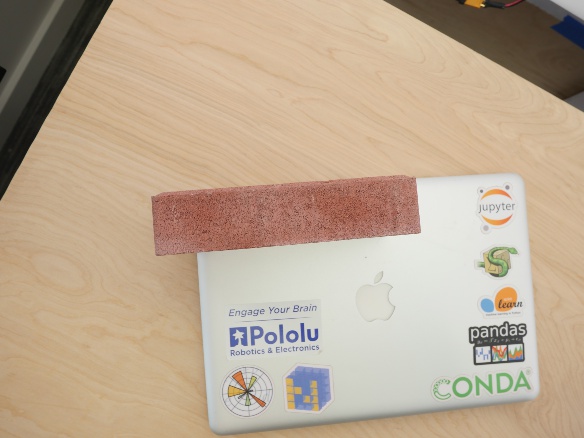 jupyter
learn
Engage Your Brain
Pololu
Robotics & Electronics
pandas
CONDA